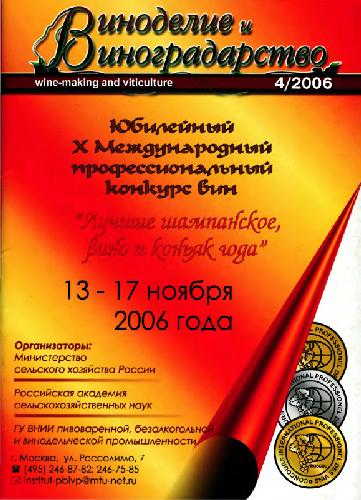 Виноделие и
Виноградарство
wine-making and viticulture
4/2006
Юбилейный
X Международный
профессиональный
конкурс вин
"Лучшие шампанское,
вино и коньяк года"
13 - 17 ноября
2006 года
Организаторы:
Министерство
сельского хозяйства России
Российская академия
сельскохозяйственных наук
ГУ ВНИИ пивоваренной, безалкогольной
и винодельческой промышленности
г. Москва, ул. Россолимо, 7
(495) 246-87-82; 246-75-85
institut-pbivp@mtu-net.ru